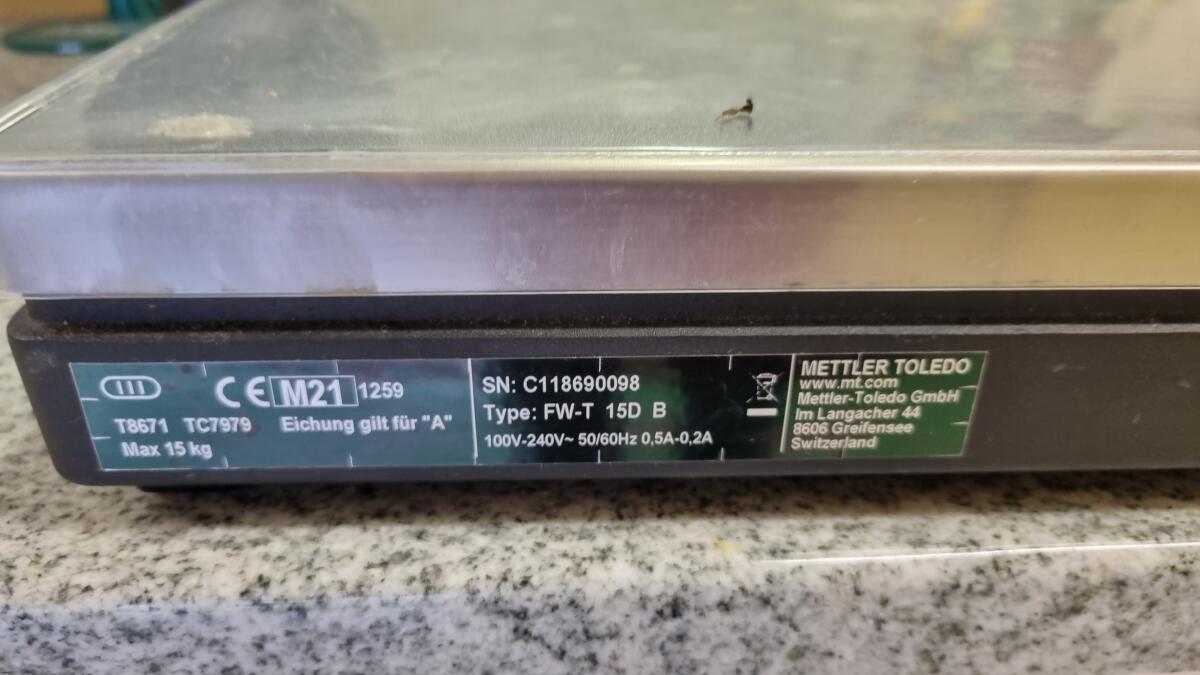 CE M21 1259
T8671 TC7979 Eichung gilt für "A"
Max 15 kg
SN: C118690098
Type: FW-T 15D B
100V-240V~ 50/60Hz 0,5A-0,2A
METTLER TOLEDO
www.mt.com
Mettler-Toledo GmbH
Im Langacher 44
8606 Greifensee
Switzerland